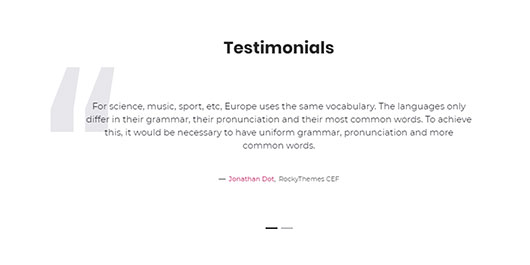 Testimonials
“
For science, music, sport, etc, Europe uses the same vocabulary. The languages only
differ in their grammar, their pronunciation and their most common words. To achieve
this, it would be necessary to have uniform grammar, pronunciation and more
common words.
— Jonathan Dot, RockyThemes CEF